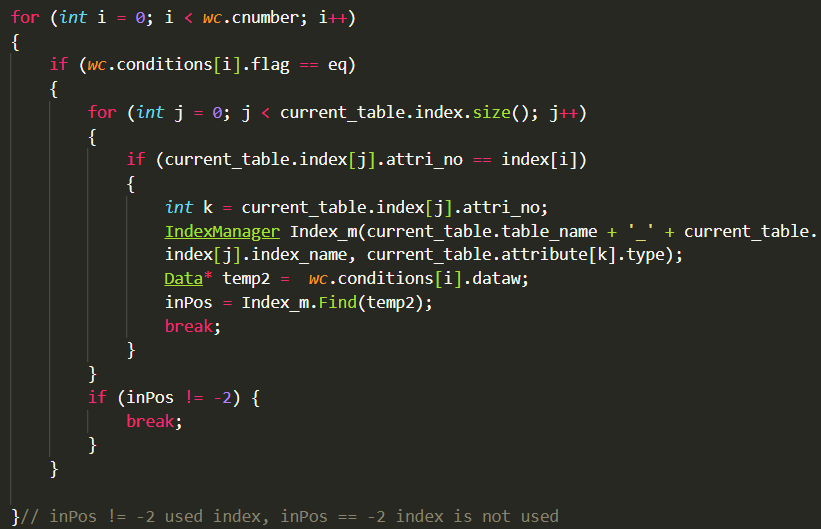 for (int i = 0; i < wc.cnumber; i++)
{
    if (wc.conditions[i].flag == eq)
    {
        for (int j = 0; j < current_table.index.size(); j++)
        {
            if (current_table.index[j].attri_no == index[i])
            {
                int k = current_table.index[j].attri_no;
                IndexManager Index_m(current_table.table_name + '_' + current_table.
                index[j].index_name, current_table.attribute[k].type);
                Data* temp2 =  wc.conditions[i].dataw;
                inPos = Index_m.Find(temp2);
                break;
            }
        }
        if (inPos != -2) {
            break;
        }
    }

}// inPos != -2 used index, inPos == -2 index is not used